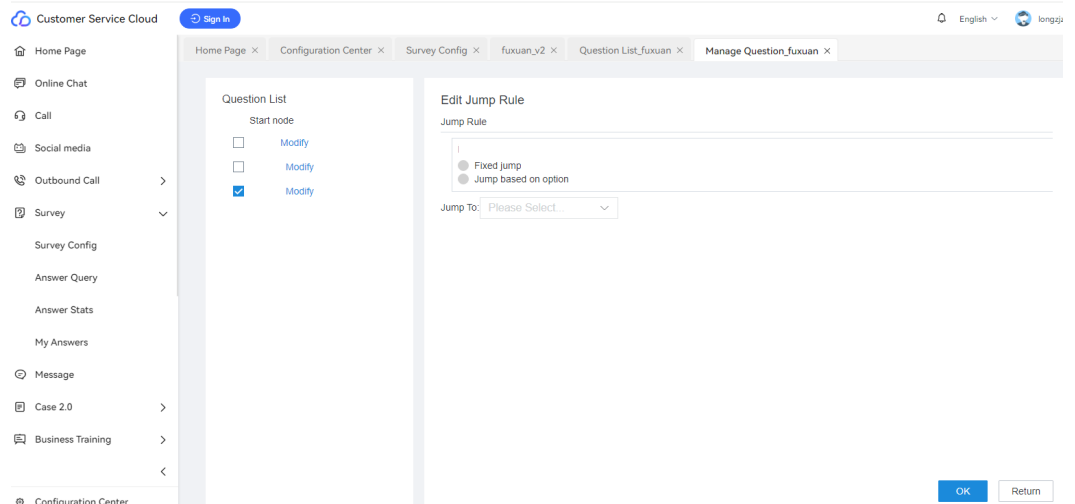 Customer Service Cloud
Sign In
English
longzja
Home Page
Online Chat
Call
Social media
Outbound Call
Survey
Survey Config
Answer Query
Answer Stats
My Answers
Message
Case 2.0
Business Training
Configuration Center
Home Page
Configuration Center
Survey Config
fuxuan_v2
Question List_fuxuan
Manage Question_fuxuan
Question List
Start node
Modify
Modify
Modify
Edit Jump Rule
Jump Rule
Fixed jump
Jump based on option
Jump To: Please Select...
OK
Return